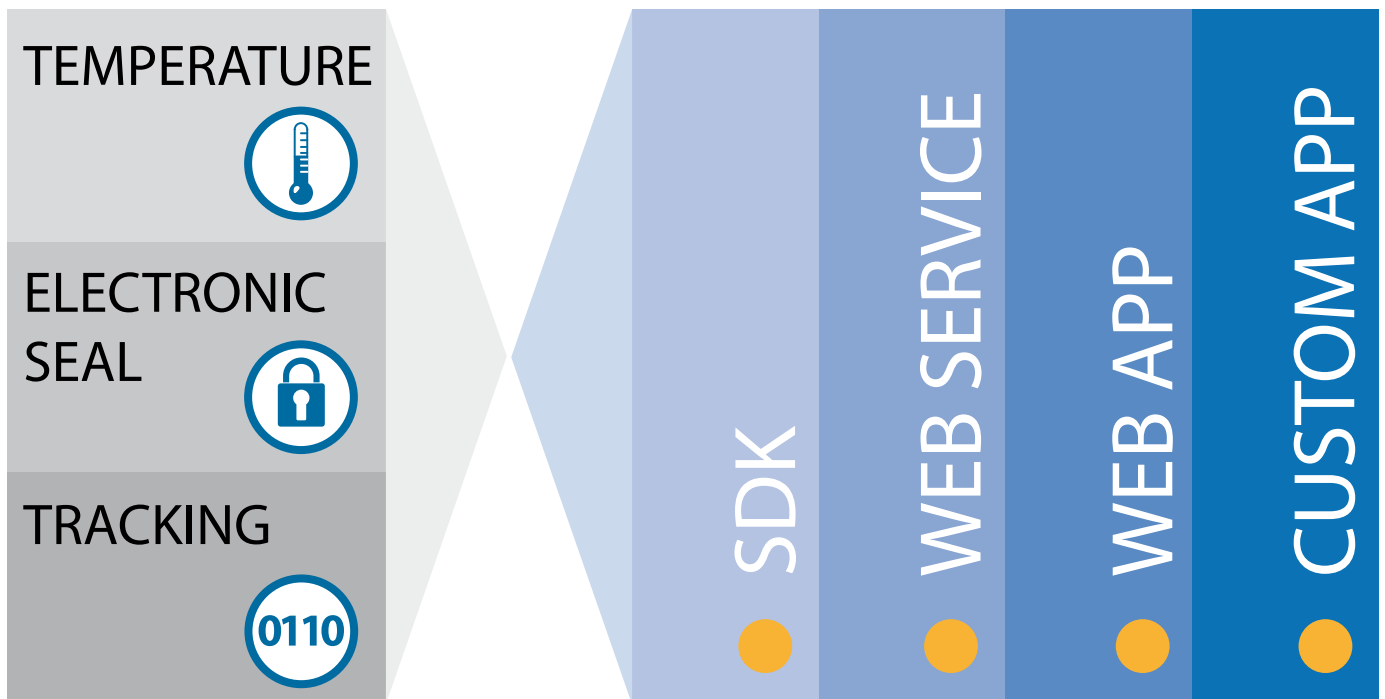 TEMPERATURE
ELECTRONIC
SEAL
TRACKING
0110
SDK
WEB SERVICE
WEB APP
CUSTOM APP